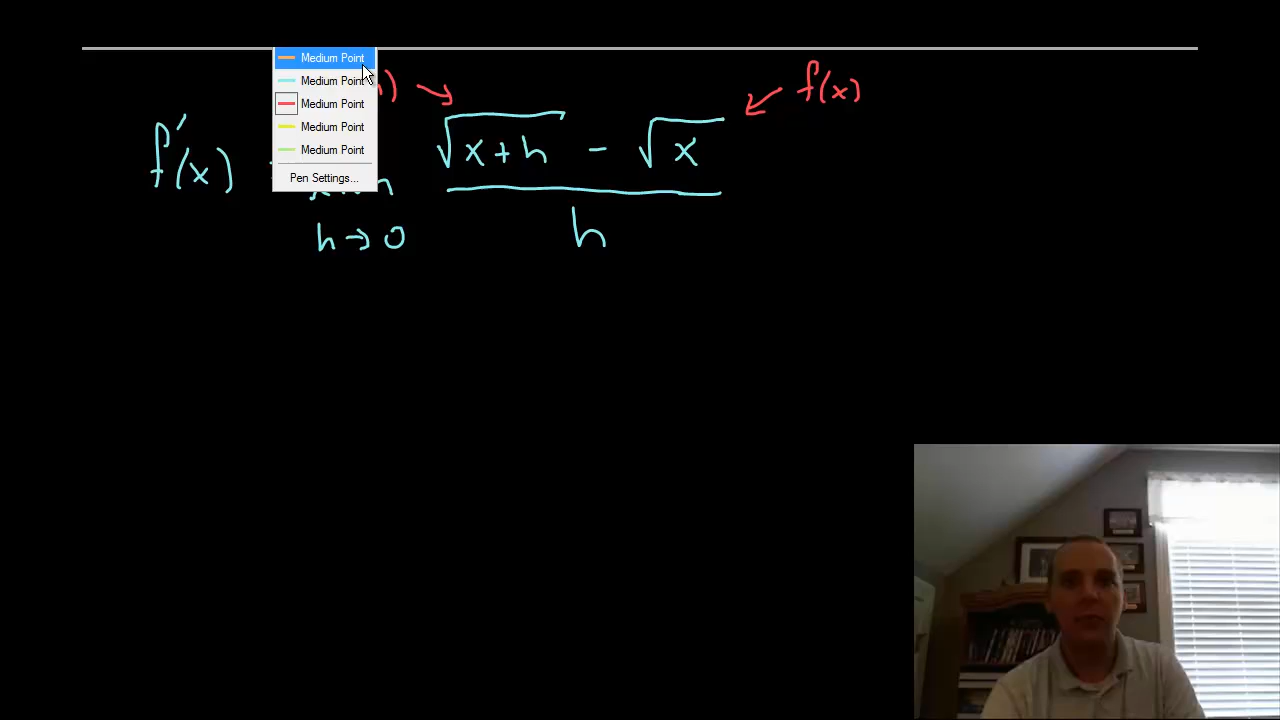 Medium Point
Medium Point
Medium Point
Medium Point
Medium Point
Pen Settings...
h) → ← f(x)
f'(x) √x+h - √x
h → 0 h